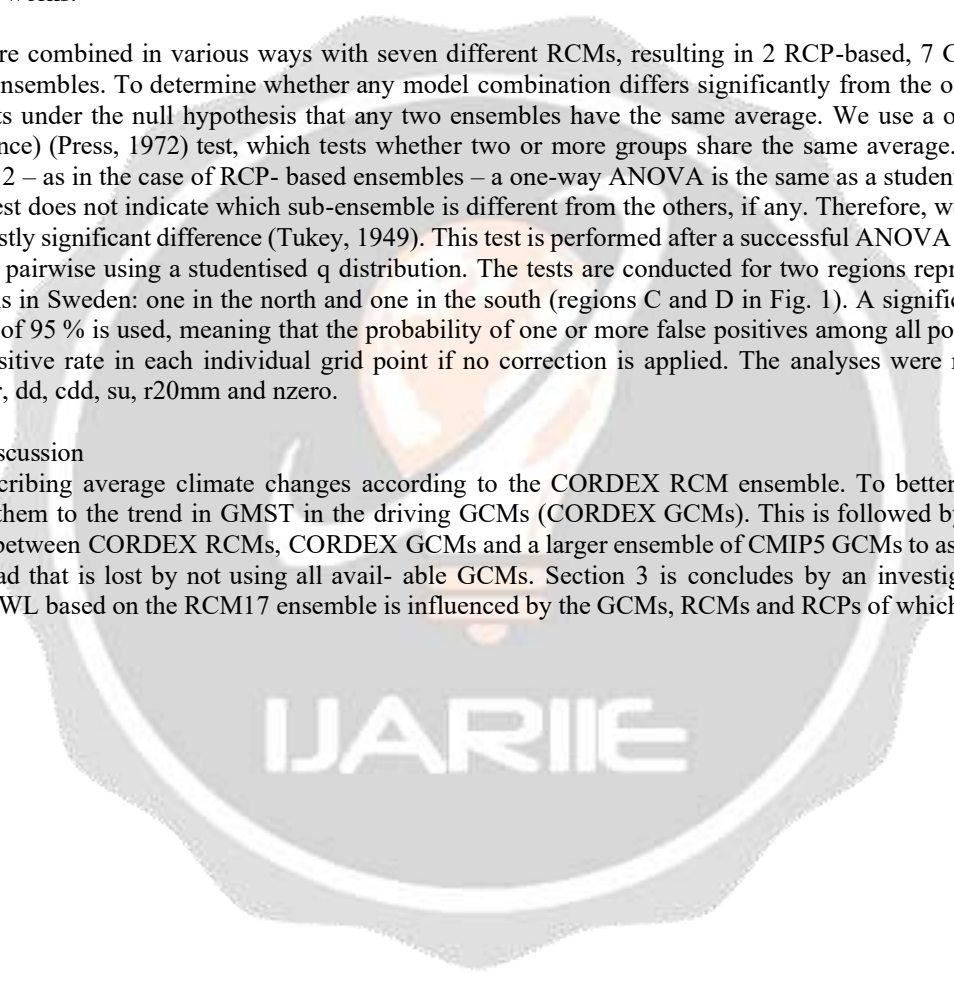 re combined in various ways with seven different RCMs, resulting in 2 RCP-based, 7 G
nsembles. To determine whether any model combination differs significantly from the o
ts under the null hypothesis that any two ensembles have the same average. We use a o
nce) (Press, 1972) test, which tests whether two or more groups share the same average.
2 – as in the case of RCP- based ensembles – a one-way ANOVA is the same as a student
est does not indicate which sub-ensemble is different from the others, if any. Therefore, w
stly significant difference (Tukey, 1949). This test is performed after a successful ANOVA
pairwise using a studentised q distribution. The tests are conducted for two regions repr
s in Sweden: one in the north and one in the south (regions C and D in Fig. 1). A signific
of 95 % is used, meaning that the probability of one or more false positives among all po
sitive rate in each individual grid point if no correction is applied. The analyses were r
r, dd, cdd, su, r20mm and nzero.
scussion
cribing average climate changes according to the CORDEX RCM ensemble. To better
them to the trend in GMST in the driving GCMs (CORDEX GCMs). This is followed by
between CORDEX RCMs, CORDEX GCMs and a larger ensemble of CMIP5 GCMs to as
ad that is lost by not using all avail- able GCMs. Section 3 is concludes by an investig
WL based on the RCM17 ensemble is influenced by the GCMs, RCMs and RCPs of which
IJARIIE